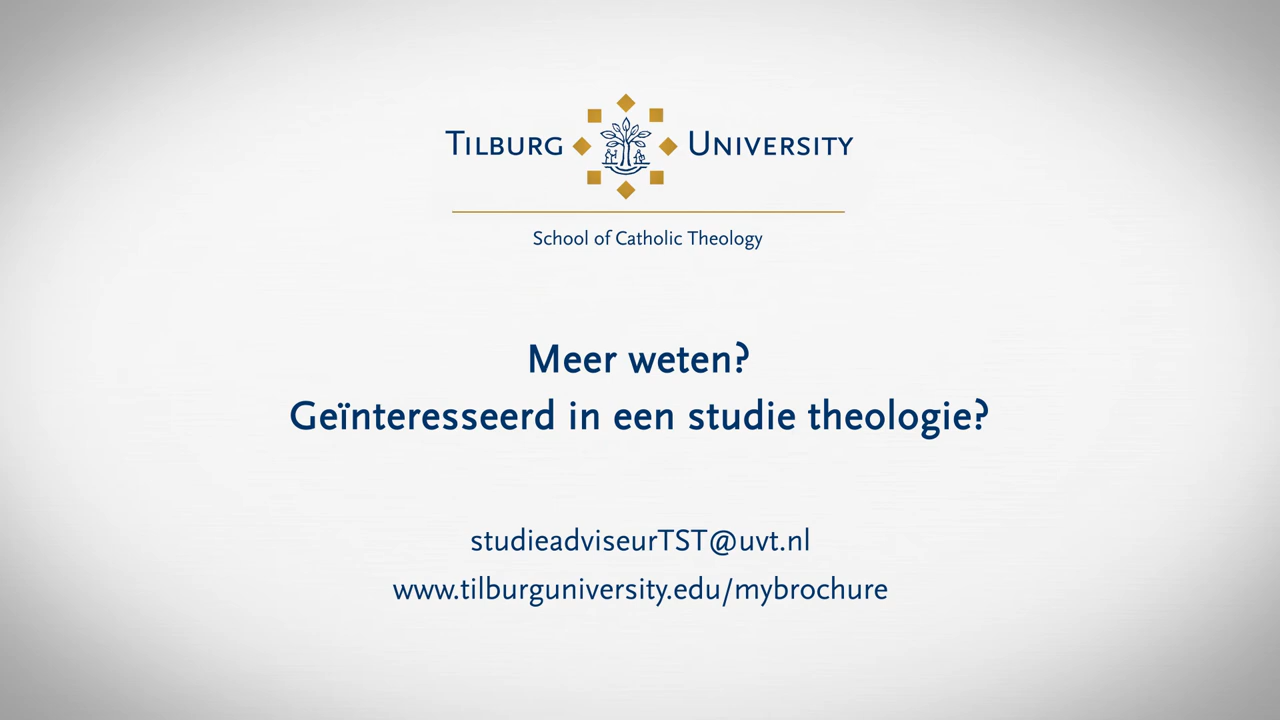 TILBURG UNIVERSITY
School of Catholic Theology
Meer weten?
Geïnteresseerd in een studie theologie?
studieadviseurTST@uvt.nl
www.tilburguniversity.edu/mybrochure